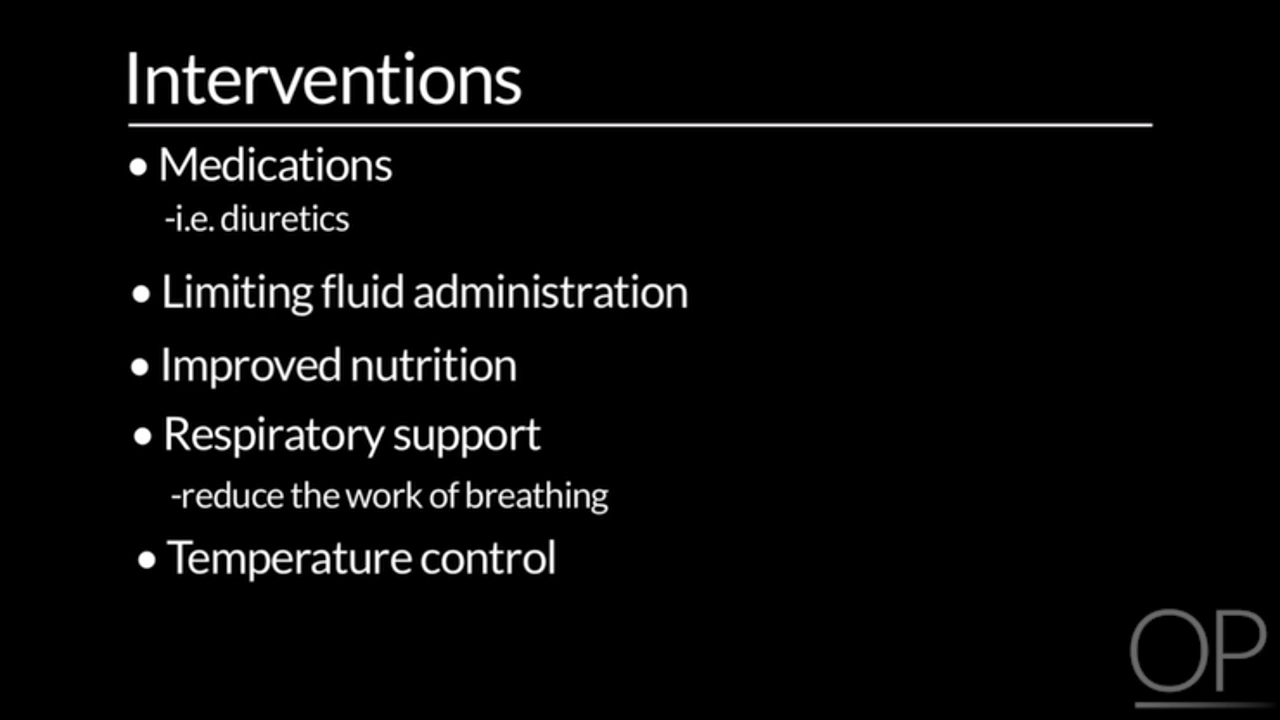 Interventions
• Medications
-i.e. diuretics
• Limiting fluid administration
• Improved nutrition
• Respiratory support
-reduce the work of breathing
• Temperature control
OP